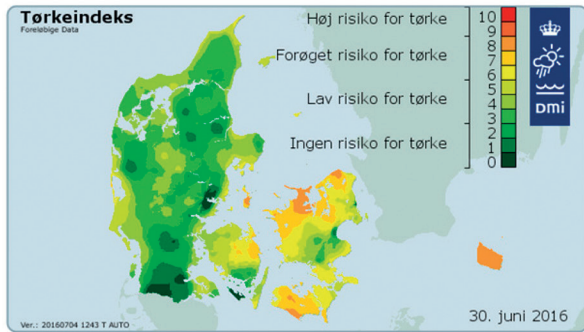 Tørkeindeks
Foreløbige Data
Høj risiko for tørke
Forøget risiko for tørke
Lav risiko for tørke
Ingen risiko for tørke
10
9
8
7
6
5
4
3
2
1
0
DMI
30. juni 2016
Ver.: 20160704 1243 T AUTO